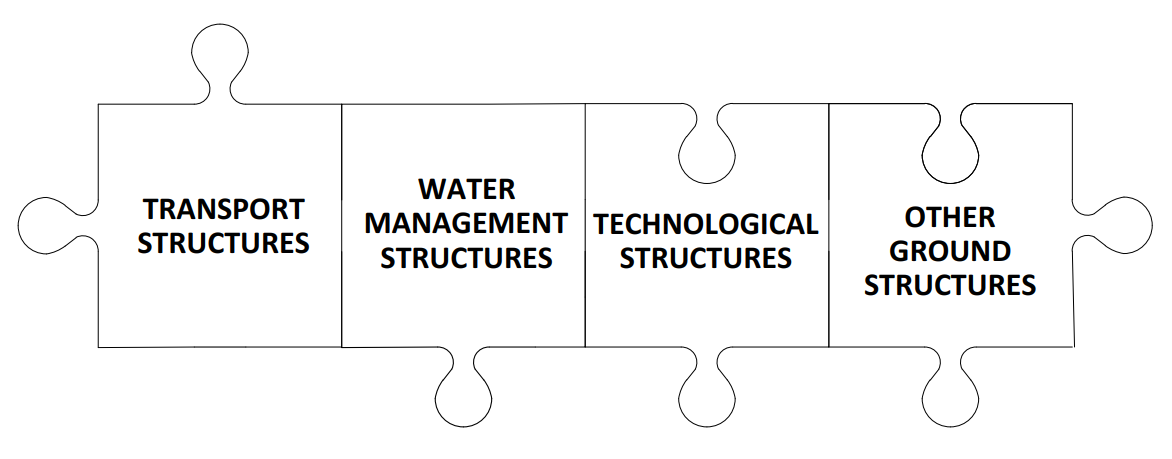 TRANSPORT
STRUCTURES
WATER
MANAGEMENT
STRUCTURES
TECHNOLOGICAL
STRUCTURES
OTHER
GROUND
STRUCTURES